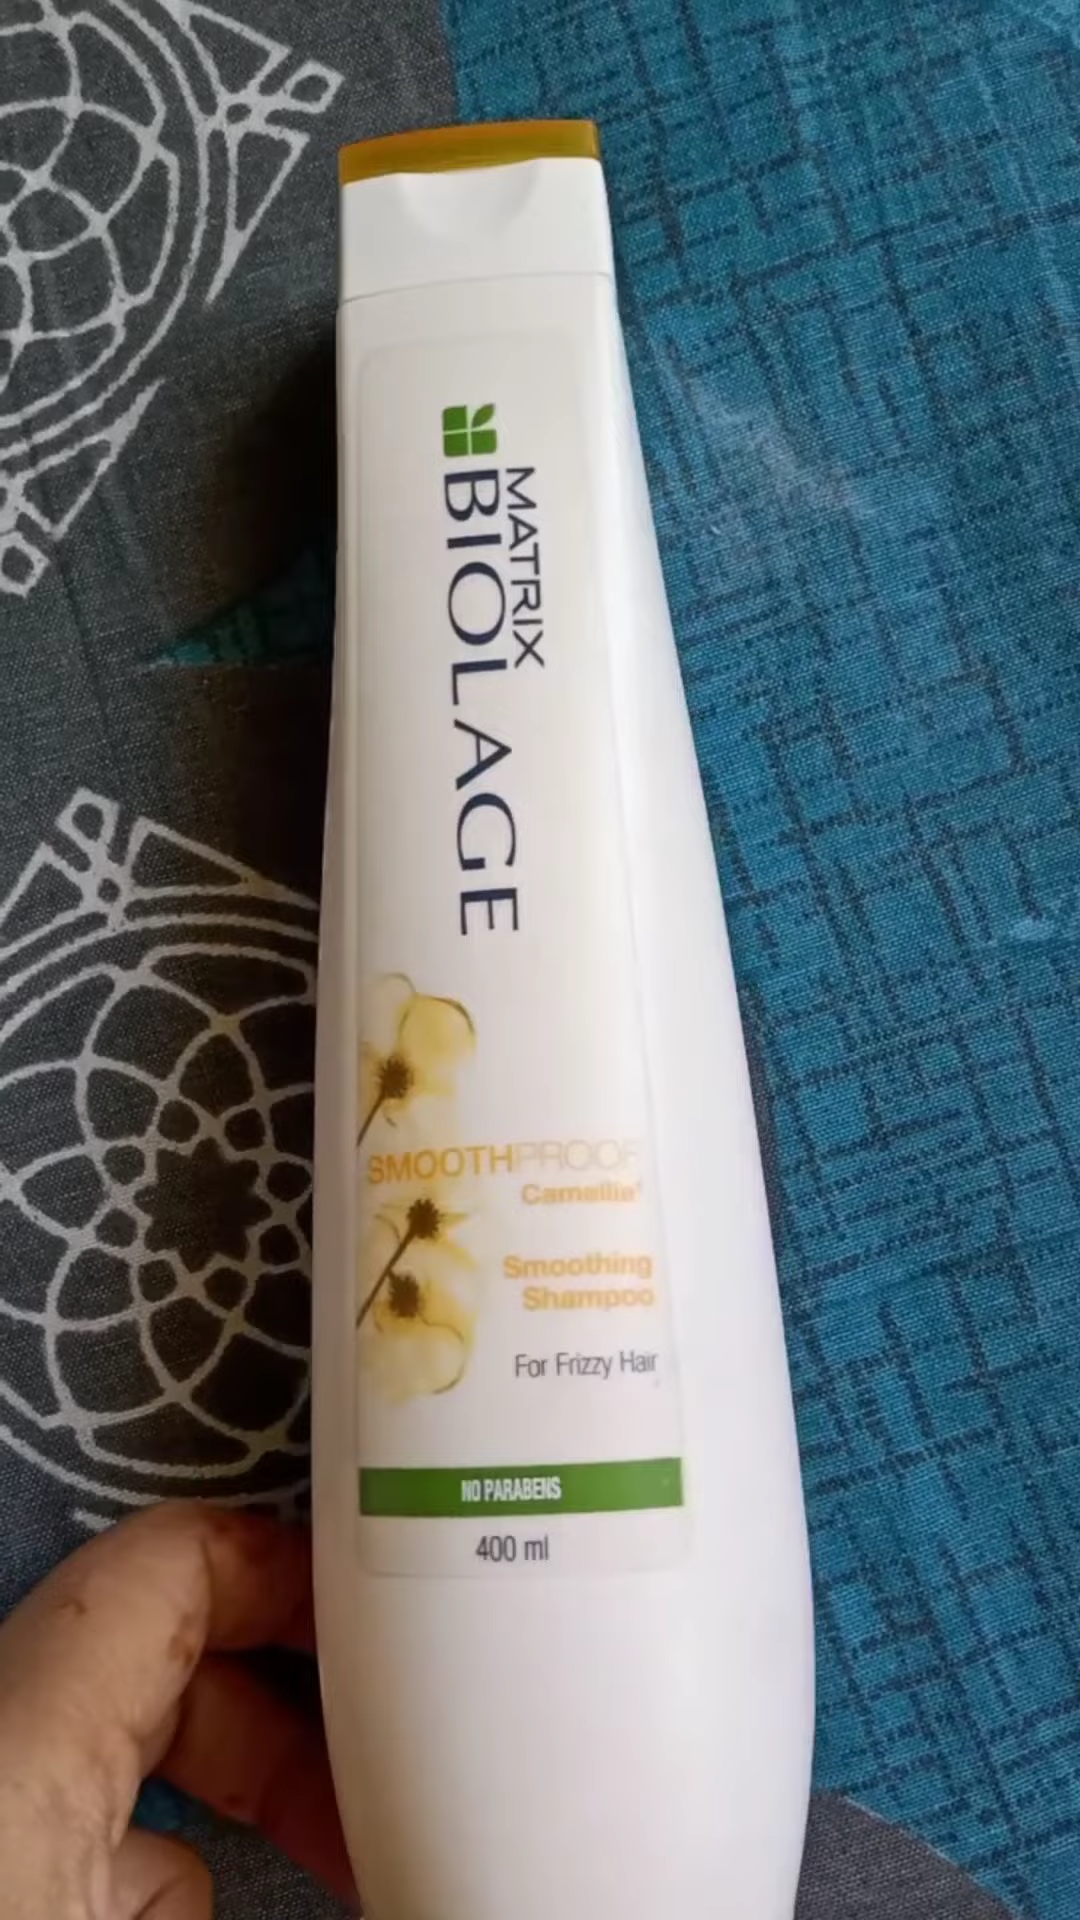 MATRIX
BIOLAGE
SMOOTHPROOF
Camellia
Smoothing
Shampoo
For Frizzy Hair
NO PARABENS
400 ml